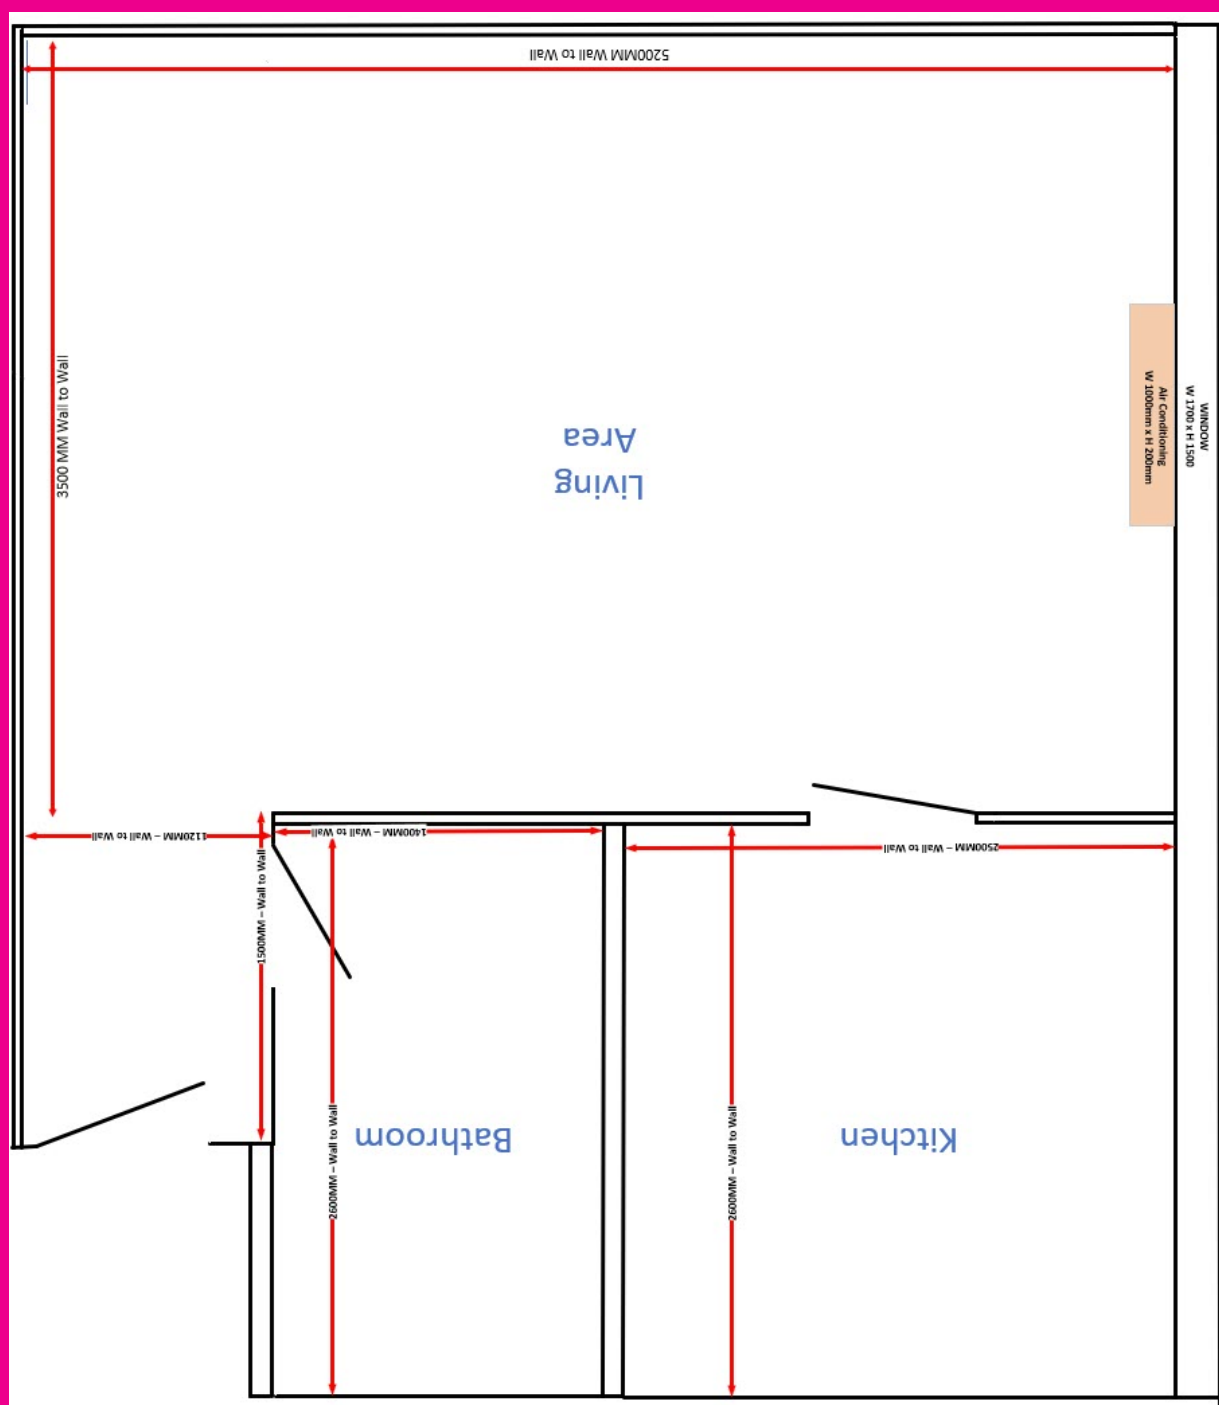 5200MM Wall to Wall
3500 MM Wall to Wall
WINDOW
W 1700 x H 1500
Air Conditioning
W 1000mm x H 200mm
Living
Area
1120MM – Wall to Wall
1400MM – Wall to Wall
2500MM – Wall to Wall
1500MM – Wall to Wall
2600MM – Wall to Wall
Bathroom
2600MM – Wall to Wall
Kitchen